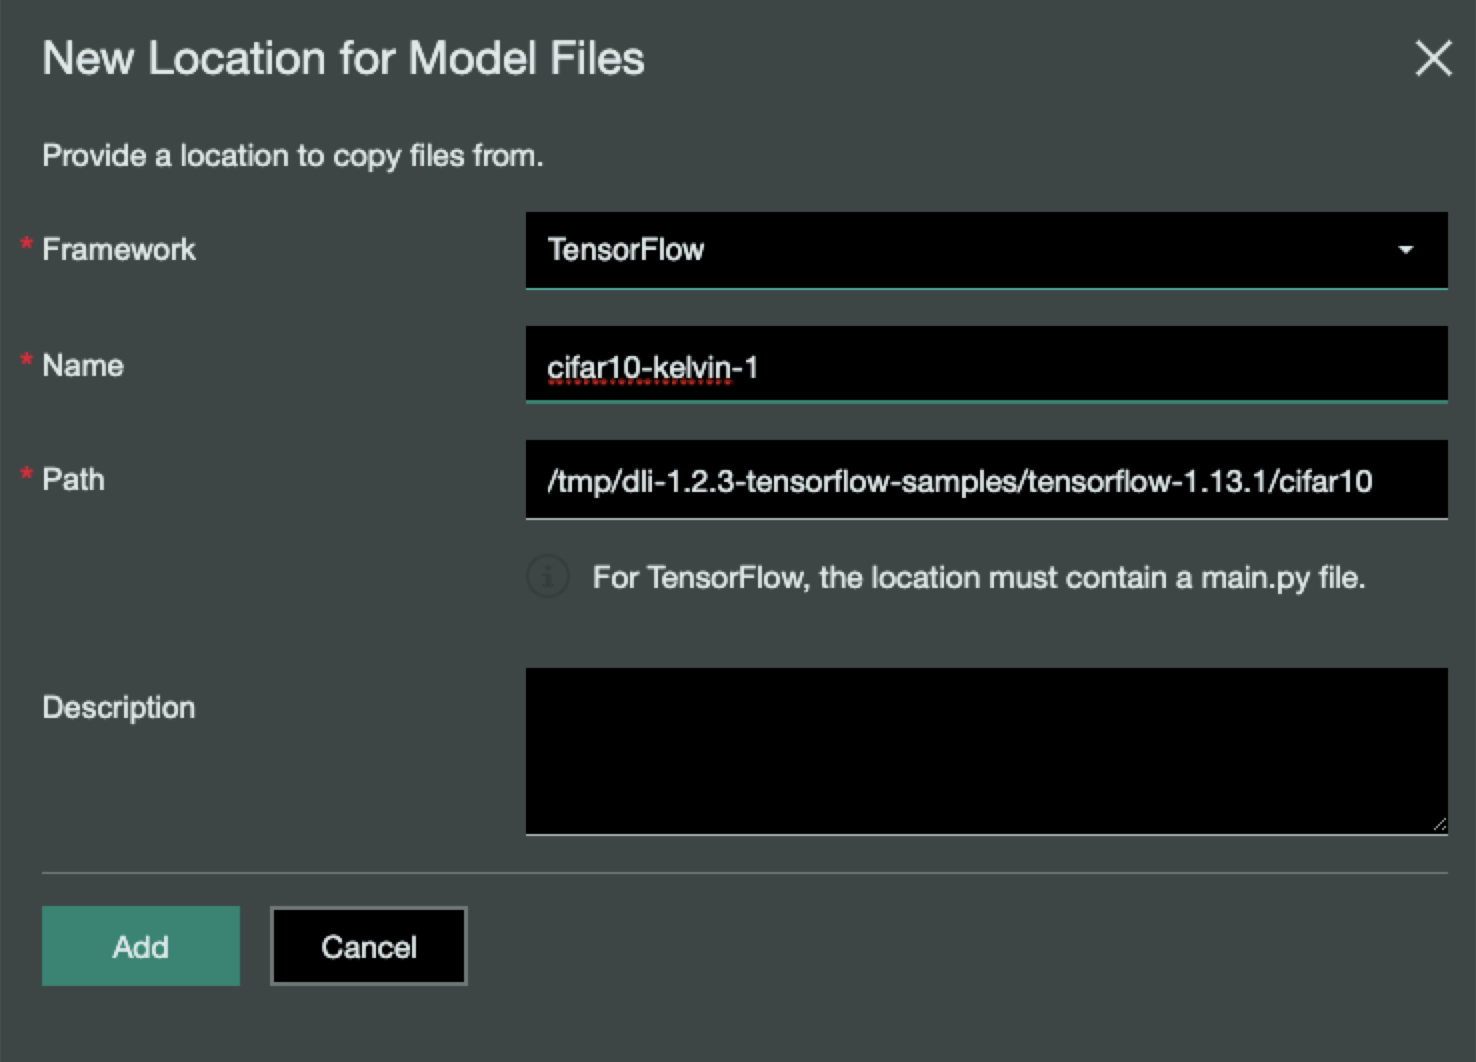 New Location for Model Files
Provide a location to copy files from.
* Framework
TensorFlow
* Name
cifar10-kelvin-1
* Path
/tmp/dli-1.2.3-tensorflow-samples/tensorflow-1.13.1/cifar10
For TensorFlow, the location must contain a main.py file.
Description
Add
Cancel